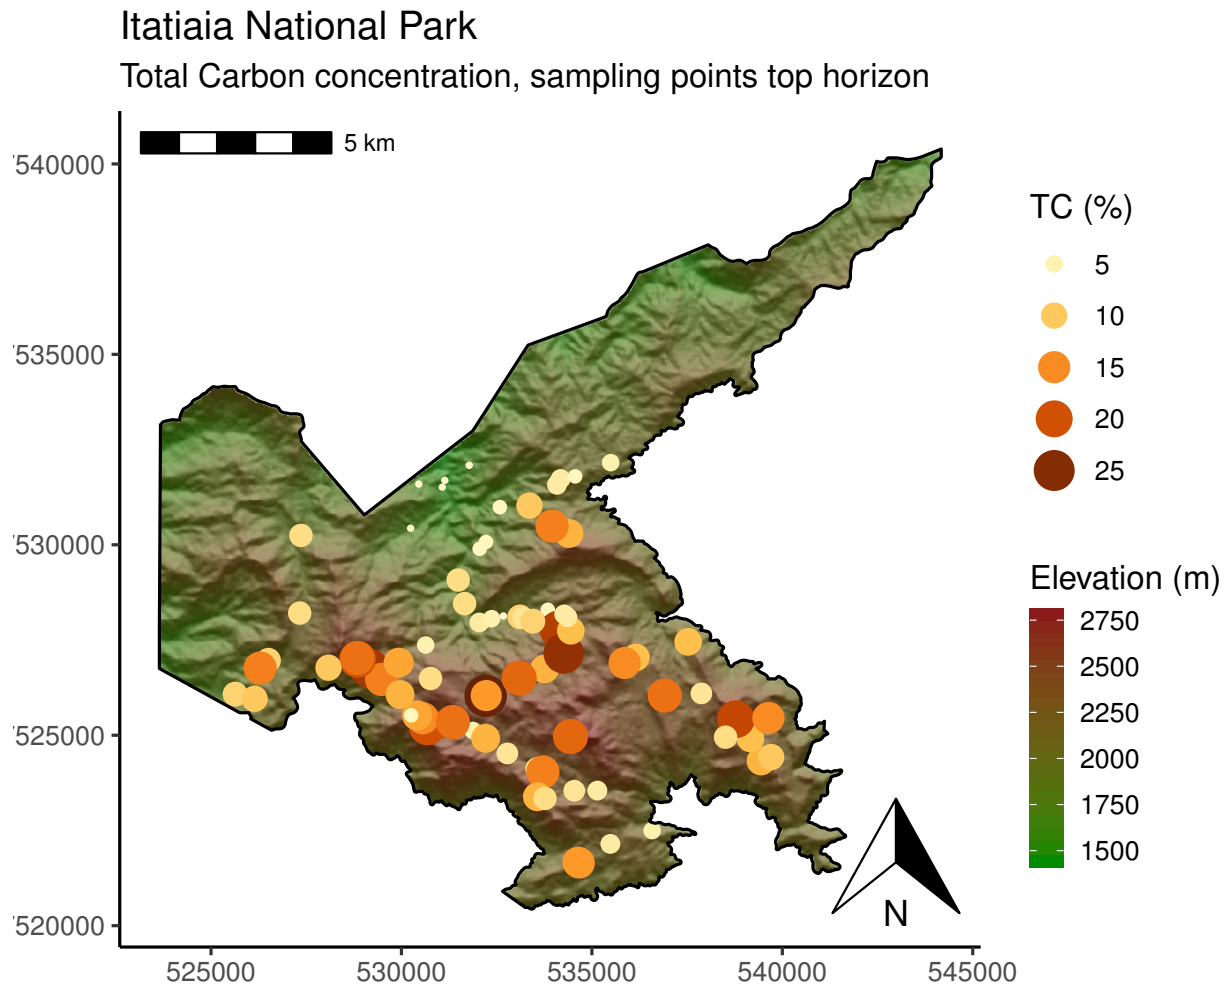 Itatiaia National Park
Total Carbon concentration, sampling points top horizon
5 km
540000
535000
530000
525000
520000
525000 530000 535000 540000 545000
N
TC (%)
5
10
15
20
25
Elevation (m)
2750
2500
2250
2000
1750
1500